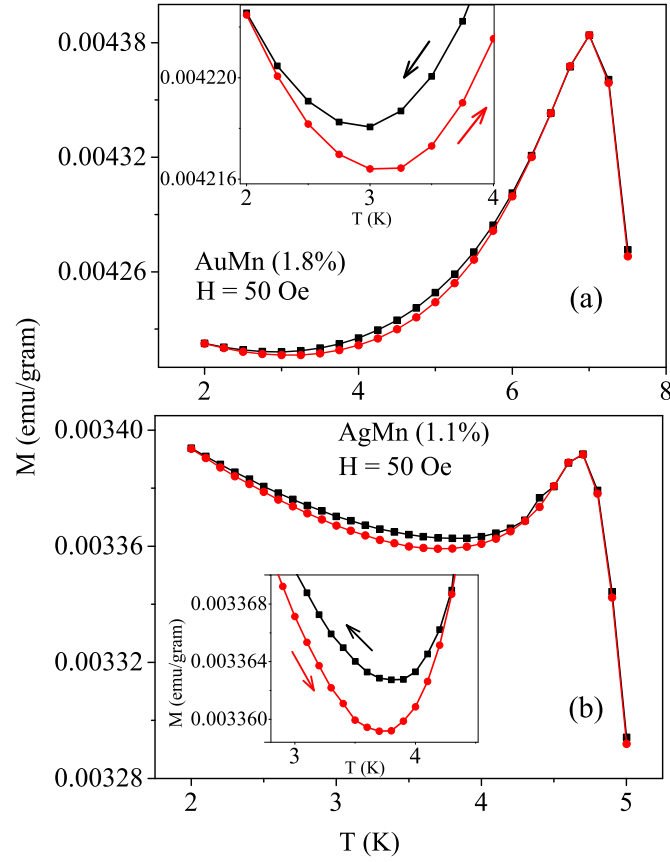 0.00438
0.00432
0.00426
M (emu/gram)
0.004220
0.004216
2 3 4
T (K)
AuMn (1.8%)
H = 50 Oe
(a)
2 4 6 8
0.00340
0.00336
0.00332
0.00328
AgMn (1.1%)
H = 50 Oe
M (emu/gram)
0.003368
0.003364
0.003360
3 4
T (K)
(b)
2 3 4 5
T (K)